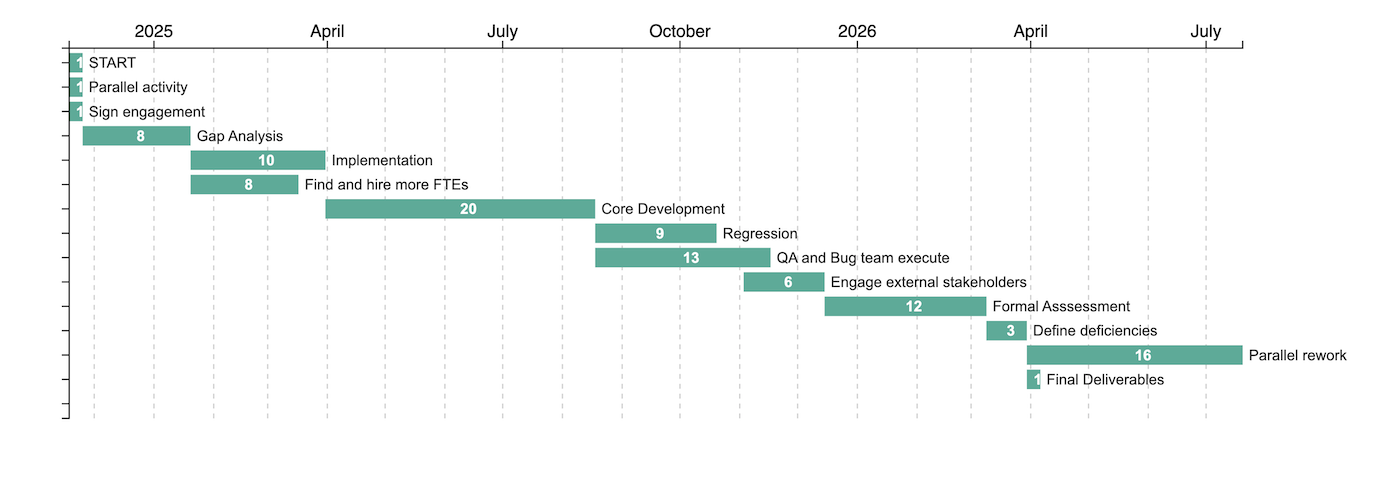 2025 April July October 2026 April July
1 START
1 Parallel activity
1 Sign engagement
8 Gap Analysis
10 Implementation
8 Find and hire more FTEs
20 Core Development
9 Regression
13 QA and Bug team execute
6 Engage external stakeholders
12 Formal Asssessment
3 Define deficiencies
16 Parallel rework
1 Final Deliverables